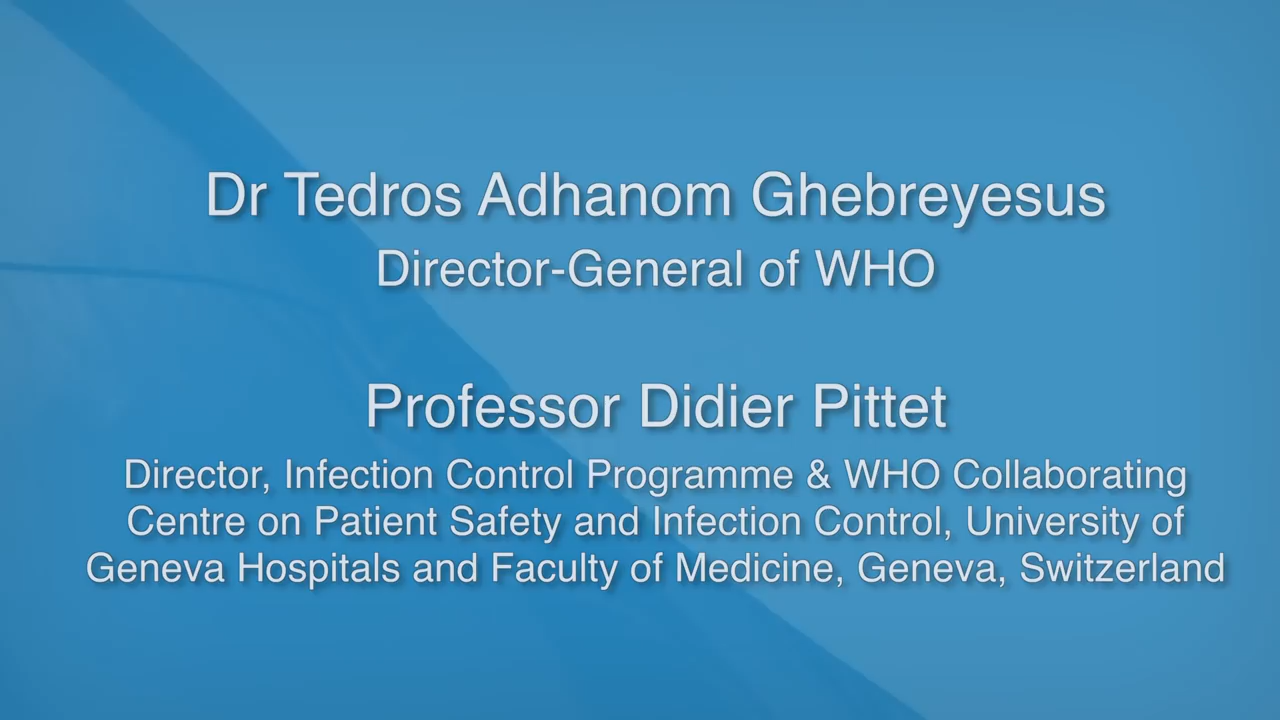 Dr Tedros Adhanom Ghebreyesus
Director-General of WHO
Professor Didier Pittet
Director, Infection Control Programme & WHO Collaborating
Centre on Patient Safety and Infection Control, University of
Geneva Hospitals and Faculty of Medicine, Geneva, Switzerland